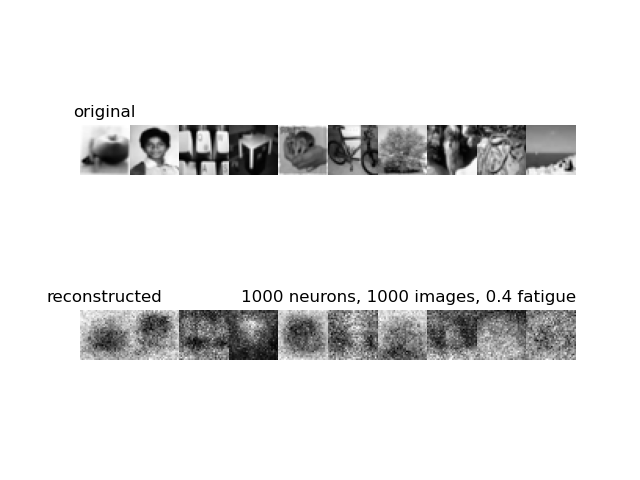 original
reconstructed
1000 neurons, 1000 images, 0.4 fatigue